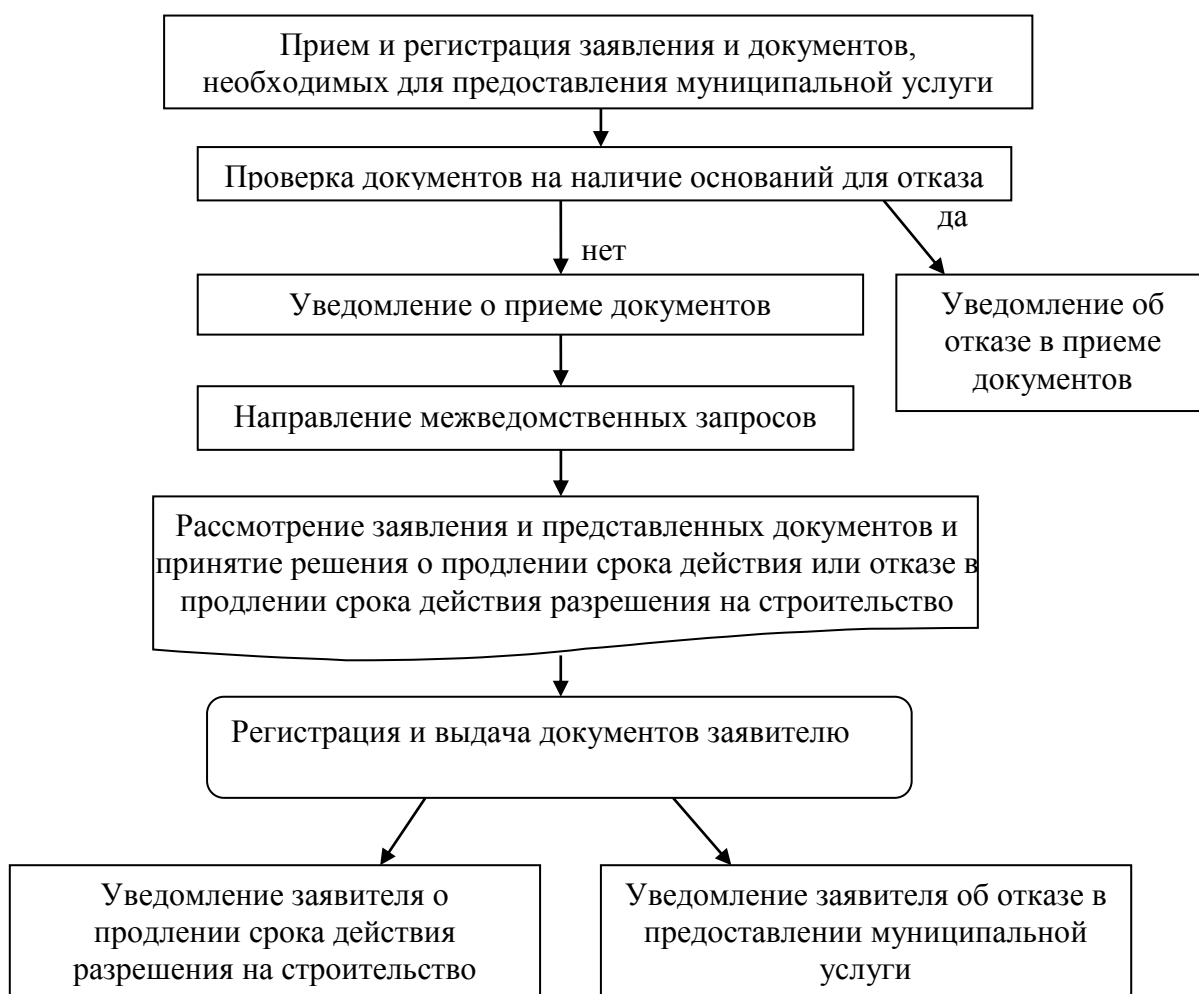 Прием и регистрация заявления и документов,
необходимых для предоставления муниципальной услуги
Проверка документов на наличие оснований для отказа
да
нет
Уведомление о приеме документов
Уведомление об
отказе в приеме
документов
Направление межведомственных запросов
Рассмотрение заявления и представленных документов и
принятие решения о продлении срока действия или отказе в
продлении срока действия разрешения на строительство
Регистрация и выдача документов заявителю
Уведомление заявителя о
продлении срока действия
разрешения на строительство
Уведомление заявителя об отказе в
предоставлении муниципальной
услуги